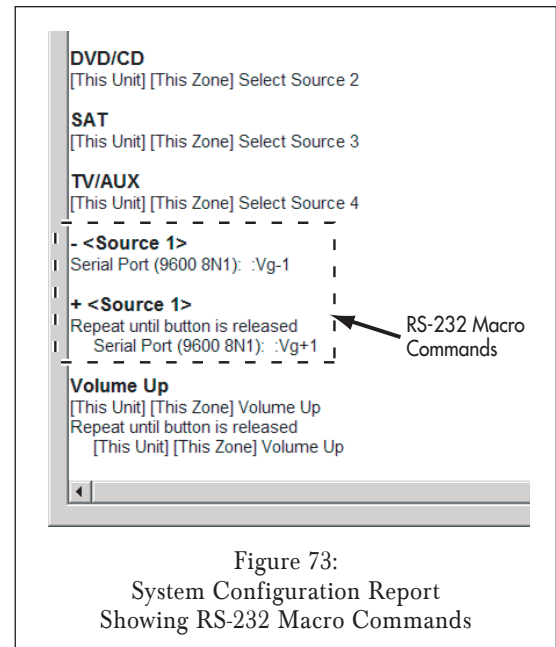 DVD/CD
[This Unit] [This Zone] Select Source 2
SAT
[This Unit] [This Zone] Select Source 3
TV/AUX
[This Unit] [This Zone] Select Source 4
- <Source 1>
Serial Port (9600 8N1):  :Vg-1
+ <Source 1>
Repeat until button is released
Serial Port (9600 8N1):  :Vg+1
RS-232 Macro
Commands
Volume Up
[This Unit] [This Zone] Volume Up
Repeat until button is released
[This Unit] [This Zone] Volume Up
Figure 73:
System Configuration Report
Showing RS-232 Macro Commands